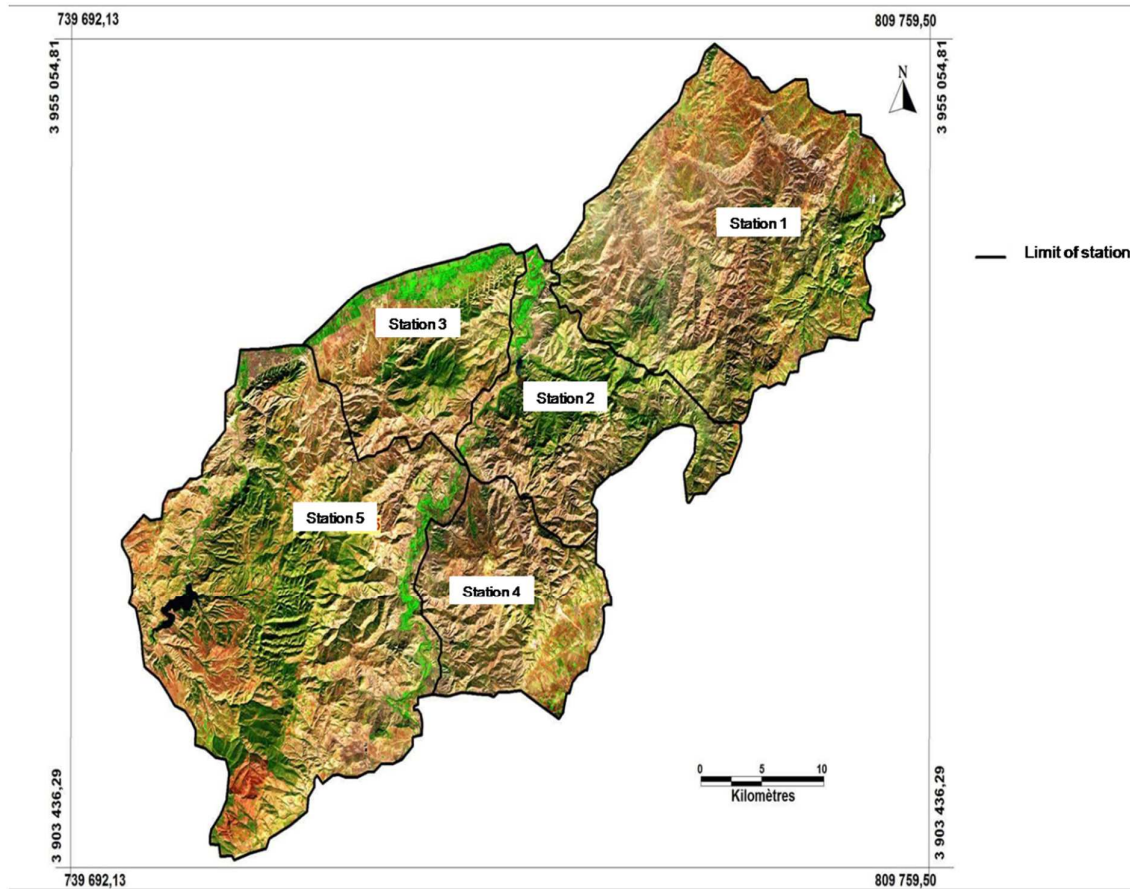 739 692,13
809 759,50
3 955 054,81
3 955 054,81
N
Station 1
Limit of station
Station 3
Station 2
Station 5
Station 4
0 5 10
Kilomètres
3 903 436,29
3 903 436,29
739 692,13
809 759,50